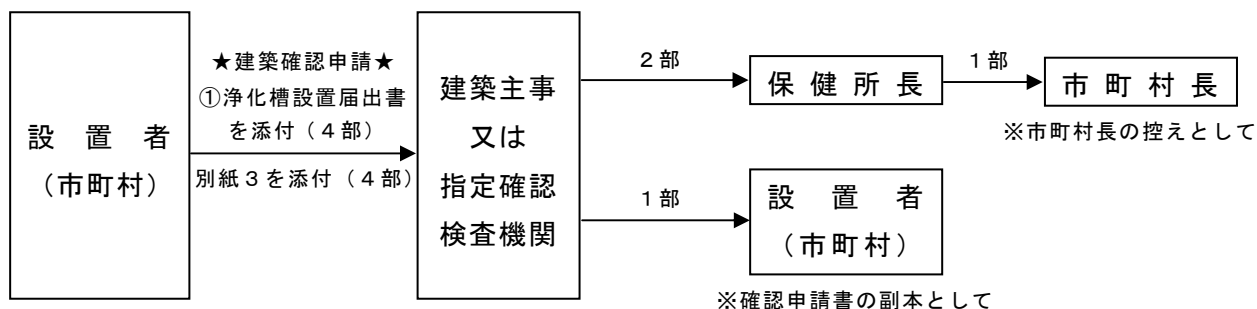 設置者
（市町村）
★建築確認申請★
①浄化槽設置届出書
を添付（４部）
別紙３を添付（４部）
建築主事
又は
指定確認
検査機関
２部
保健所長
１部
市町村長
※市町村長の控えとして
１部
設置者
（市町村）
※確認申請書の副本として